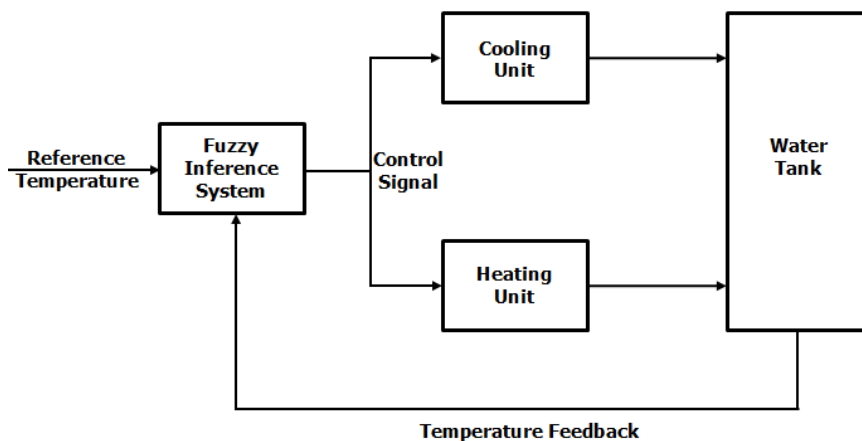 Reference
Temperature
Fuzzy
Inference
System
Control
Signal
Cooling
Unit
Heating
Unit
Water
Tank
Temperature Feedback